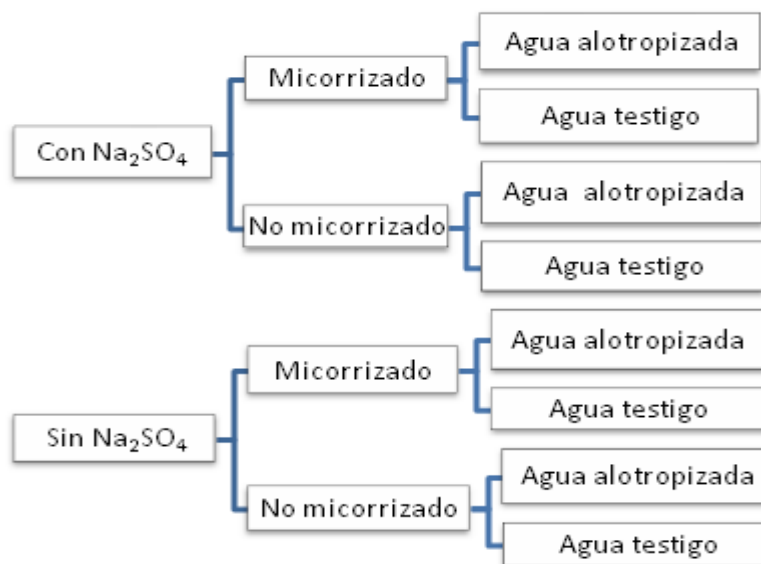 Con Na₂SO₄
Micorrizado
Agua alotropizada
Agua testigo
No micorrizado
Agua alotropizada
Agua testigo
Sin Na₂SO₄
Micorrizado
Agua alotropizada
Agua testigo
No micorrizado
Agua alotropizada
Agua testigo